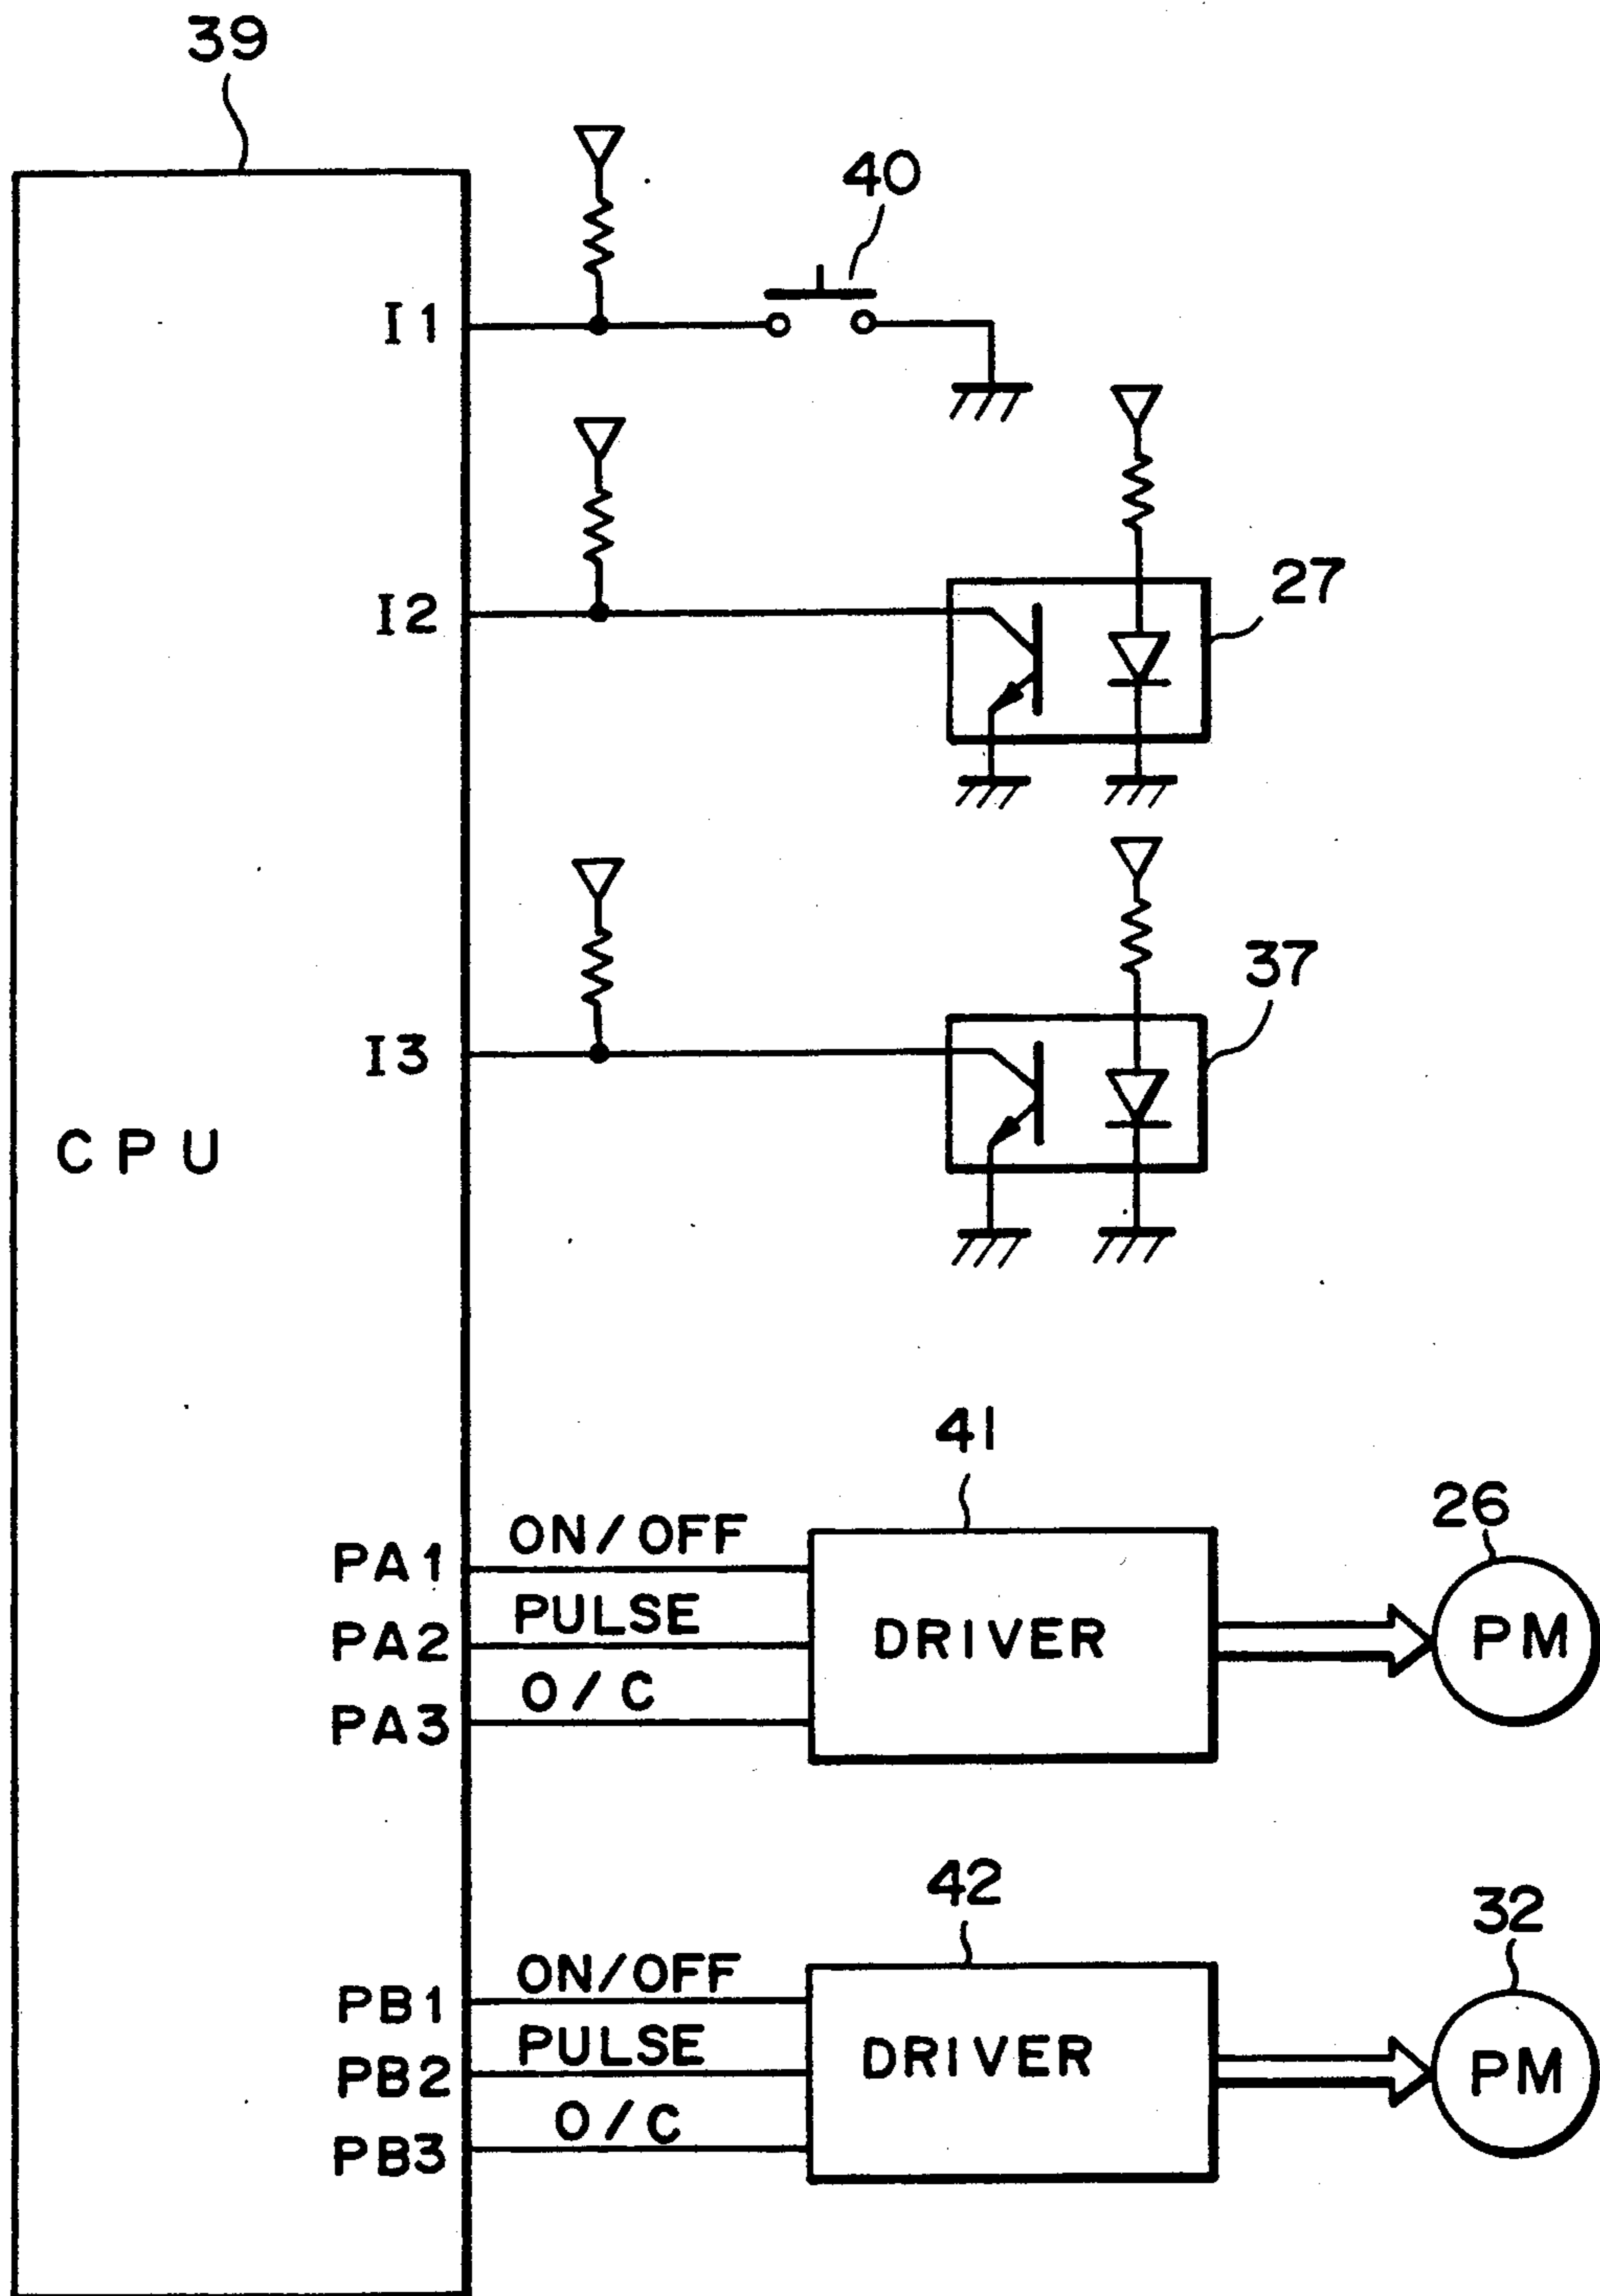 39
40
I1
27
I2
37
I3
CPU
41
26
ON/OFF
PA1
PULSE
DRIVER
PM
PA2
O/C
PA3
42
32
ON/OFF
PB1
PULSE
DRIVER
PM
PB2
O/C
PB3